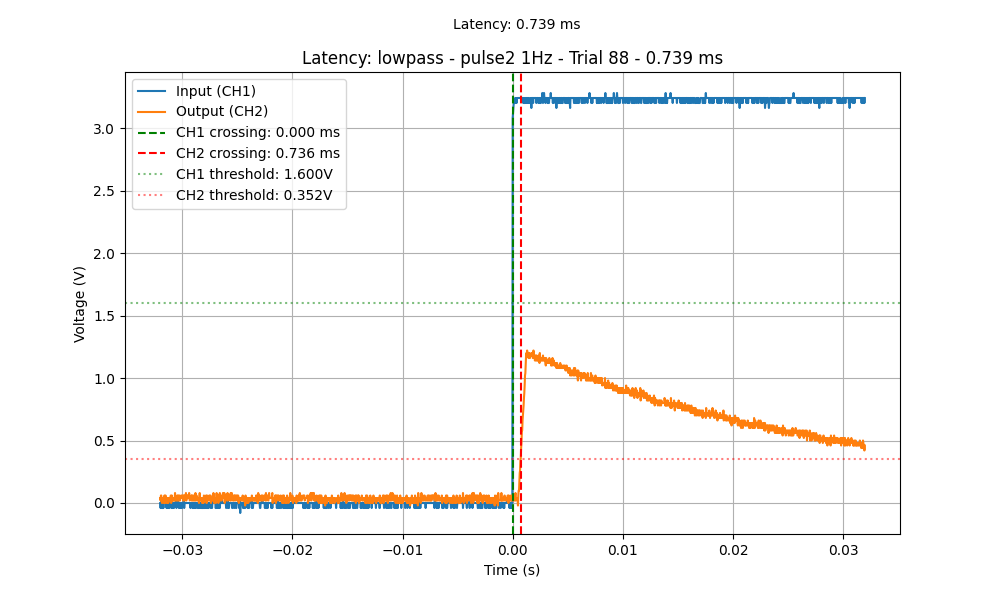 Latency: 0.739 ms
Latency: lowpass - pulse2 1Hz - Trial 88 - 0.739 ms
Input (CH1)
Output (CH2)
CH1 crossing: 0.000 ms
CH2 crossing: 0.736 ms
CH1 threshold: 1.600V
CH2 threshold: 0.352V
3.0
2.5
2.0
1.5
1.0
0.5
0.0
Voltage (V)
−0.03 −0.02 −0.01 0.00 0.01 0.02 0.03
Time (s)